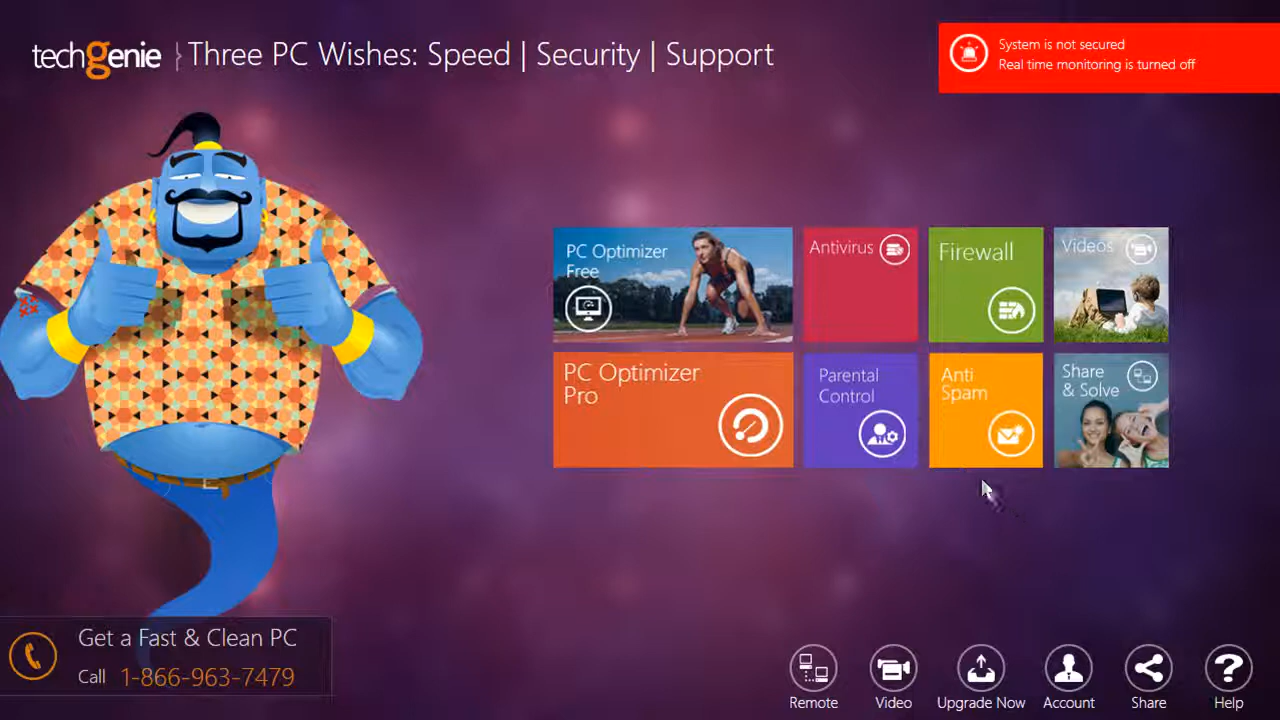 techgenie
Three PC Wishes: Speed | Security | Support
System is not secured
Real time monitoring is turned off
PC Optimizer
Free
Antivirus
Firewall
Videos
PC Optimizer
Pro
Parental
Control
Anti
Spam
Share
& Solve
Get a Fast & Clean PC
Call 1-866-963-7479
Remote
Video
Upgrade Now
Account
Share
Help